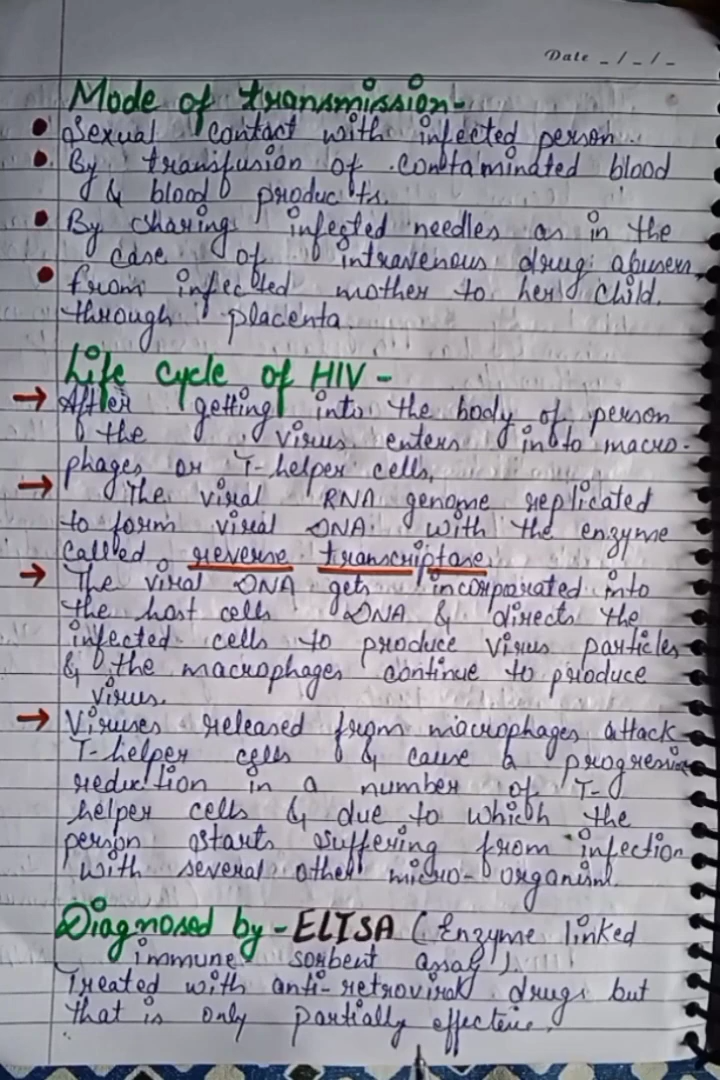 Date _ / _ / _
Mode of transmission-
Sexual contact with infected person.
By transfusion of contaminated blood
& blood products.
By sharing infected needles as in the
case of intravenous drug abusers
from infected mother to her child.
through placenta.
Life cycle of HIV -
→ After getting into the body of person
the virus enters into macro-
phages or T-helper cells,
→ The viral RNA genome replicated
to form viral DNA with the enzyme
called reverse transcriptase
→ The viral DNA gets incorporated into
the host cells DNA & directs the
infected cells to produce virus particles
& the macrophages continue to produce
virus.
→ Viruses released from macrophages attack
T-helper cells & cause a progressive
reduction in a number of T-
helper cells & due to which the
person starts suffering from infection
with several other micro-organism.
Diagnosed by - ELISA (Enzyme linked
immune sorbent assay).
Treated with anti-retroviral drugs but
that is only partially effective.